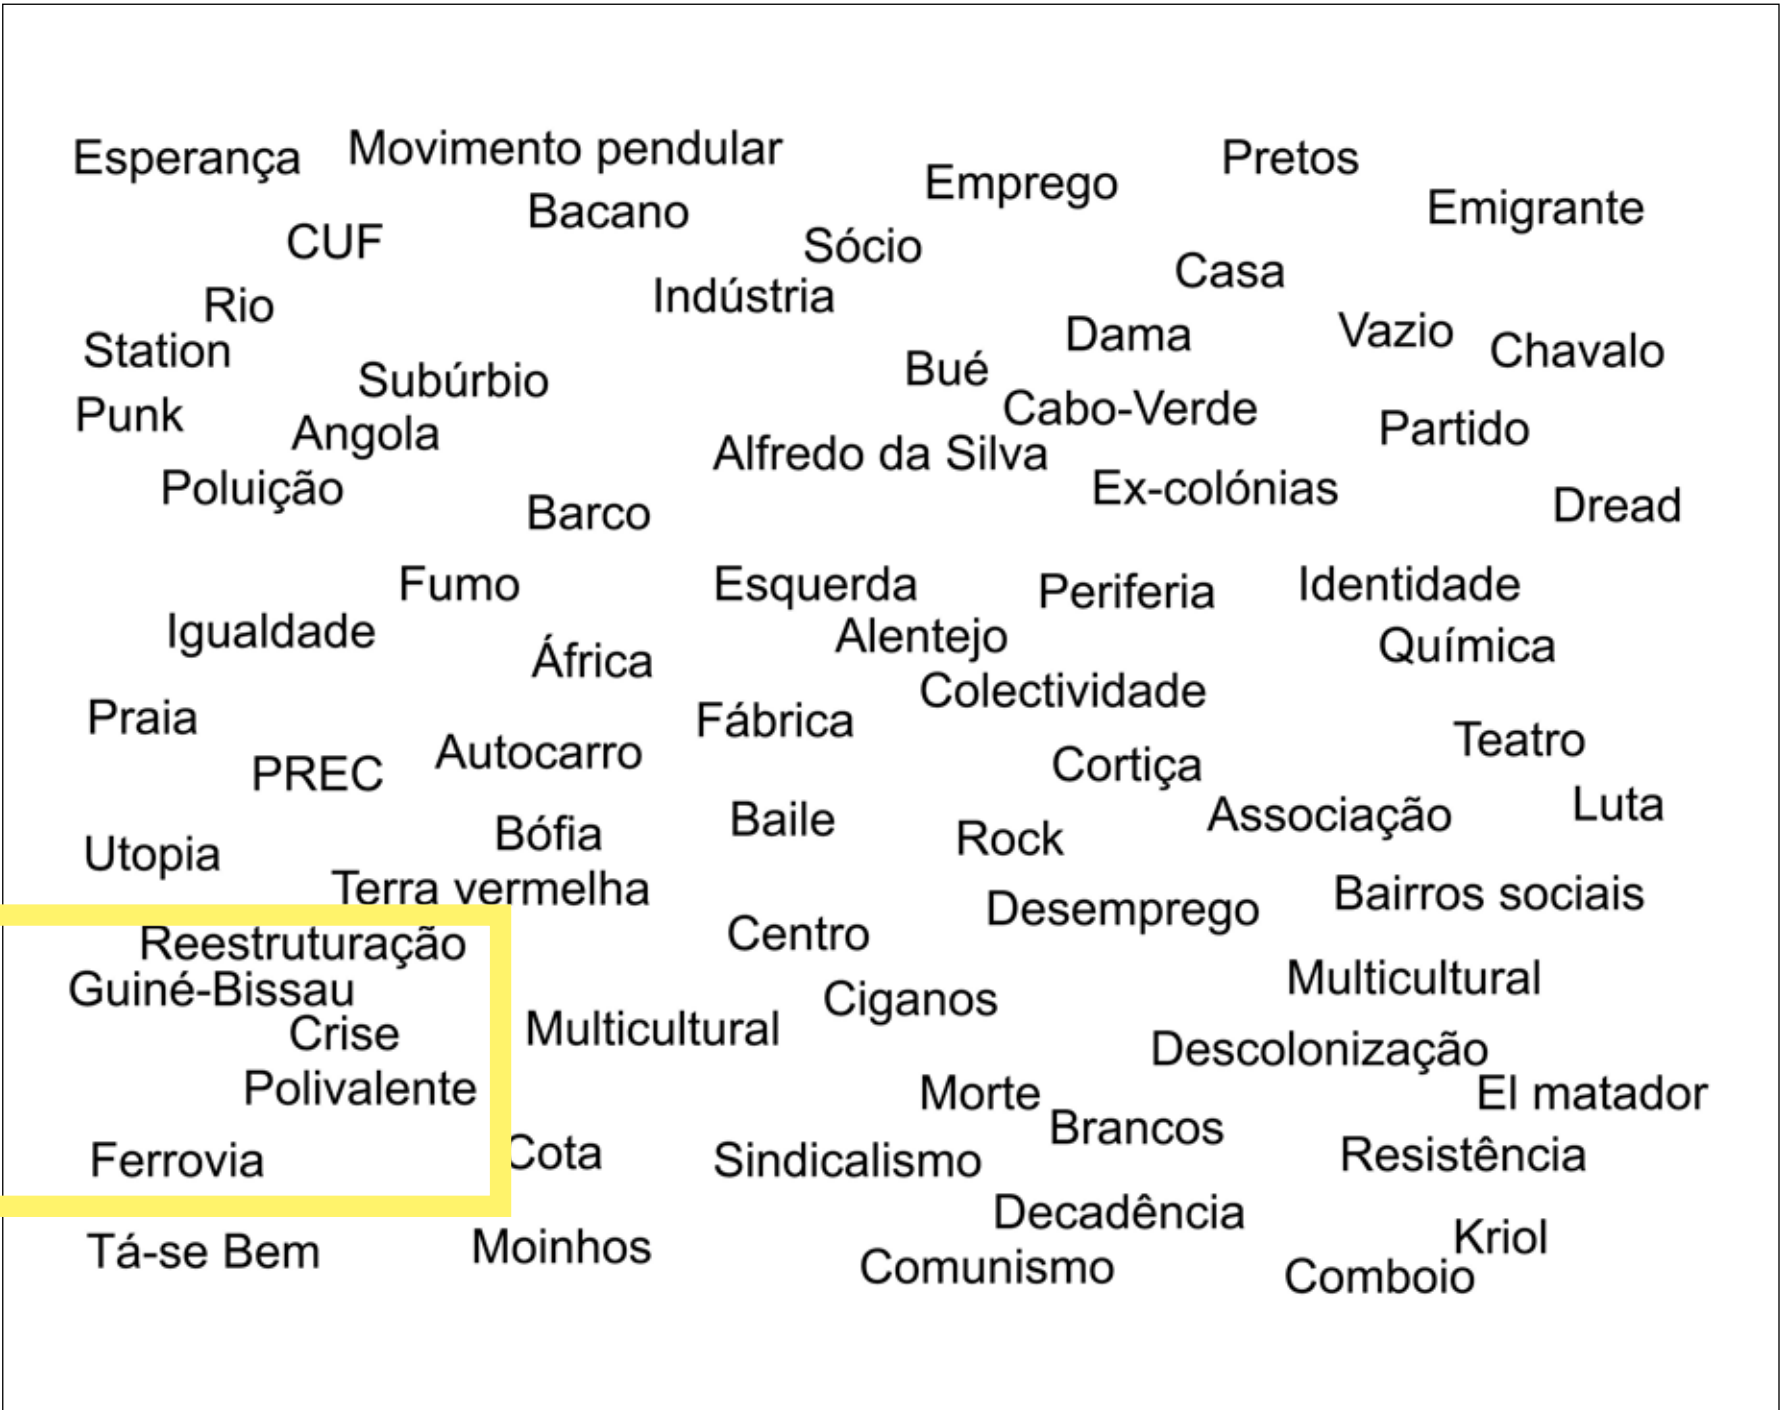 Esperança
Movimento pendular
Pretos
Emprego
Emigrante
Bacano
CUF
Sócio
Casa
Indústria
Rio
Dama
Vazio
Station
Chavalo
Bué
Subúrbio
Cabo-Verde
Punk
Partido
Angola
Alfredo da Silva
Poluição
Ex-colónias
Dread
Barco
Fumo
Esquerda
Periferia
Identidade
Igualdade
Alentejo
Química
África
Colectividade
Praia
Fábrica
Teatro
Autocarro
Cortiça
PREC
Luta
Associação
Baile
Bófia
Rock
Utopia
Terra vermelha
Bairros sociais
Desemprego
Centro
Reestruturação
Multicultural
Guiné-Bissau
Ciganos
Multicultural
Crise
Descolonização
Polivalente
Morte
El matador
Brancos
Cota
Resistência
Ferrovia
Sindicalismo
Decadência
Kriol
Moinhos
Tá-se Bem
Comunismo
Comboio